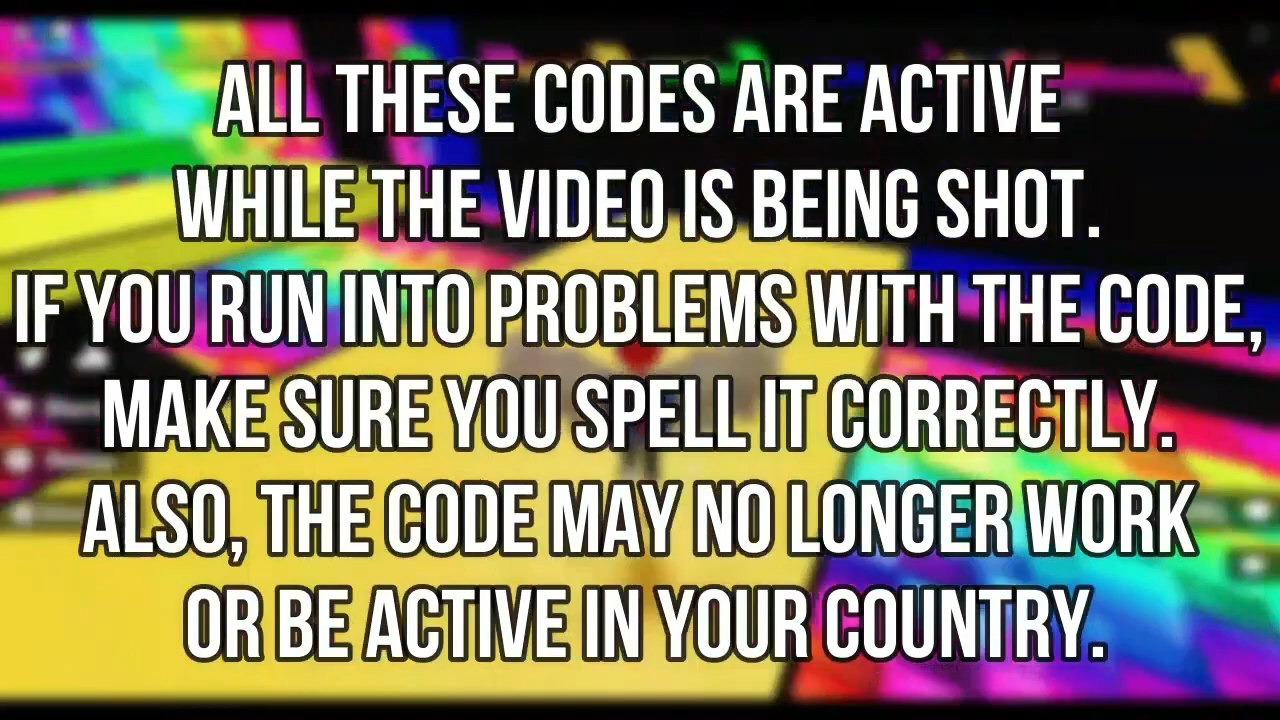 ALL THESE CODES ARE ACTIVE
WHILE THE VIDEO IS BEING SHOT.
IF YOU RUN INTO PROBLEMS WITH THE CODE,
MAKE SURE YOU SPELL IT CORRECTLY.
ALSO, THE CODE MAY NO LONGER WORK
OR BE ACTIVE IN YOUR COUNTRY.